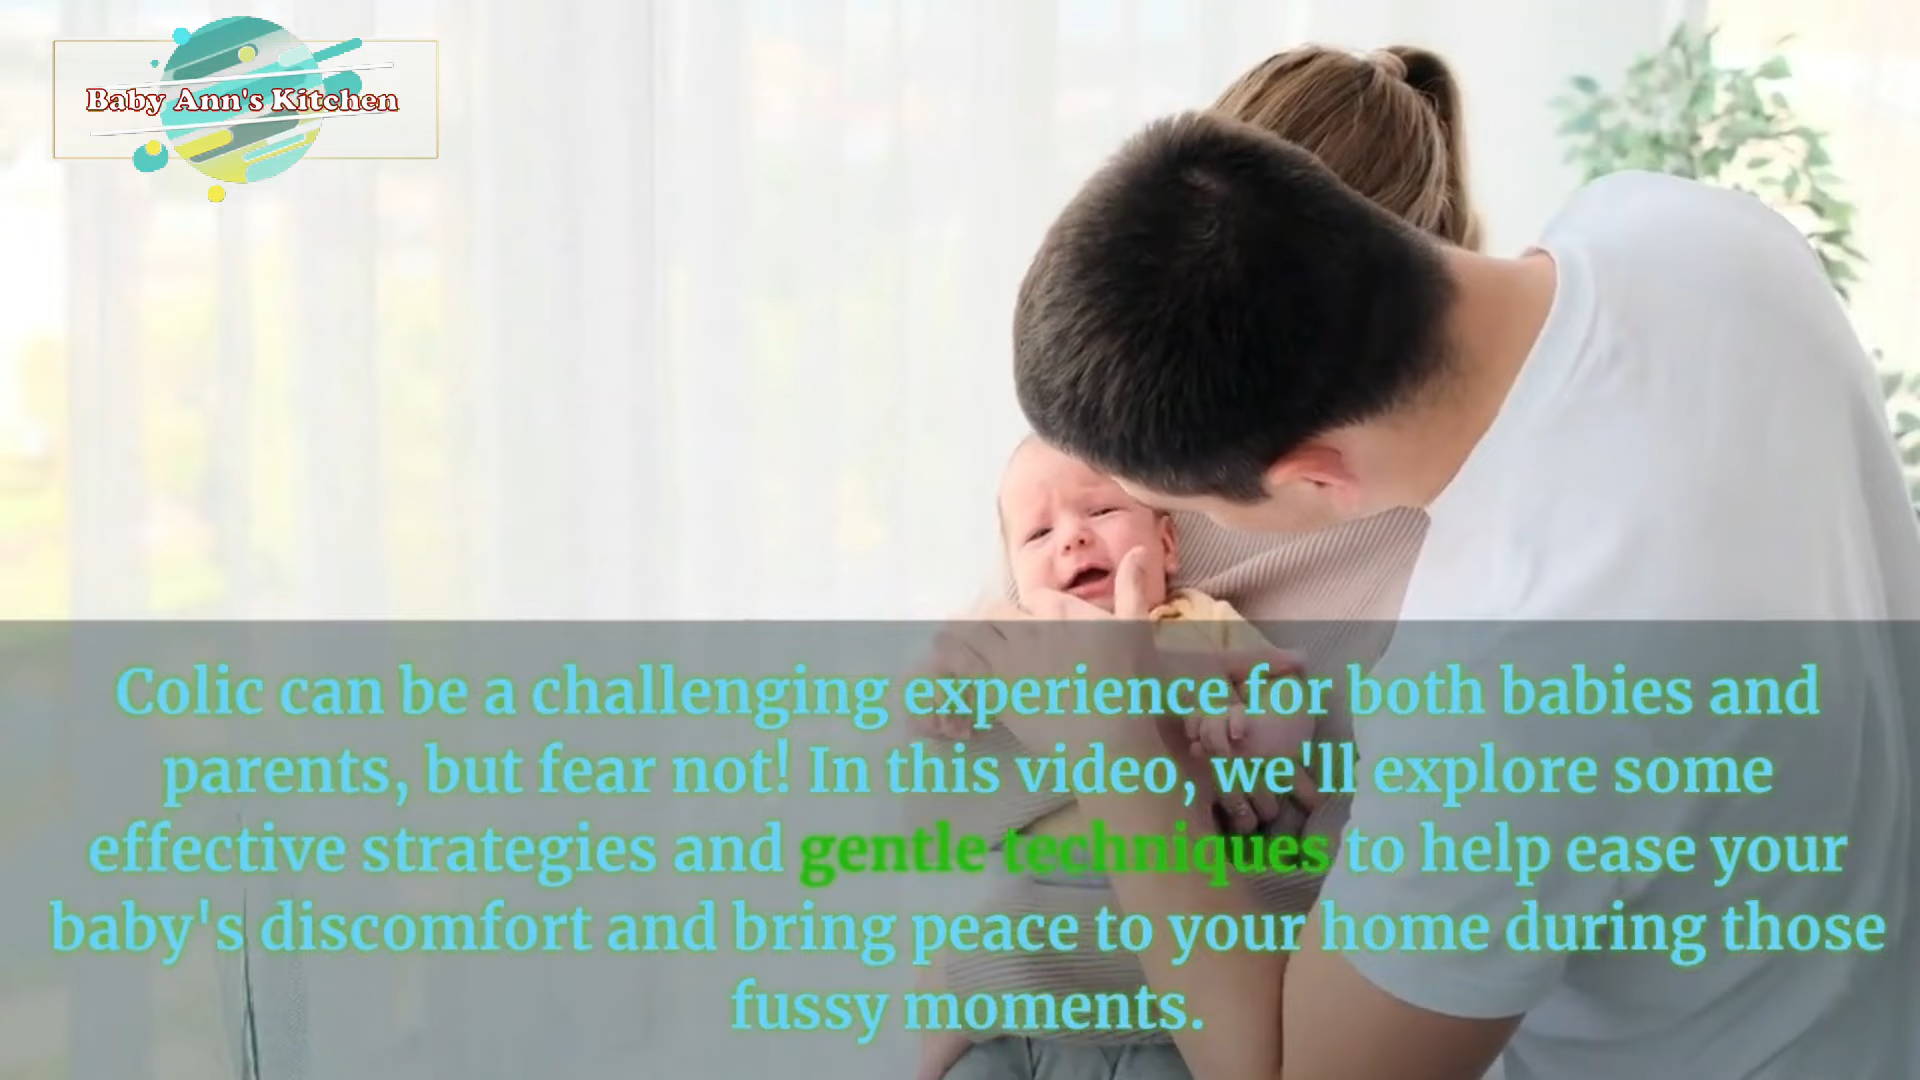 Baby Ann's Kitchen
Colic can be a challenging experience for both babies and
parents, but fear not! In this video, we'll explore some
effective strategies and gentle techniques to help ease your
baby's discomfort and bring peace to your home during those
fussy moments.